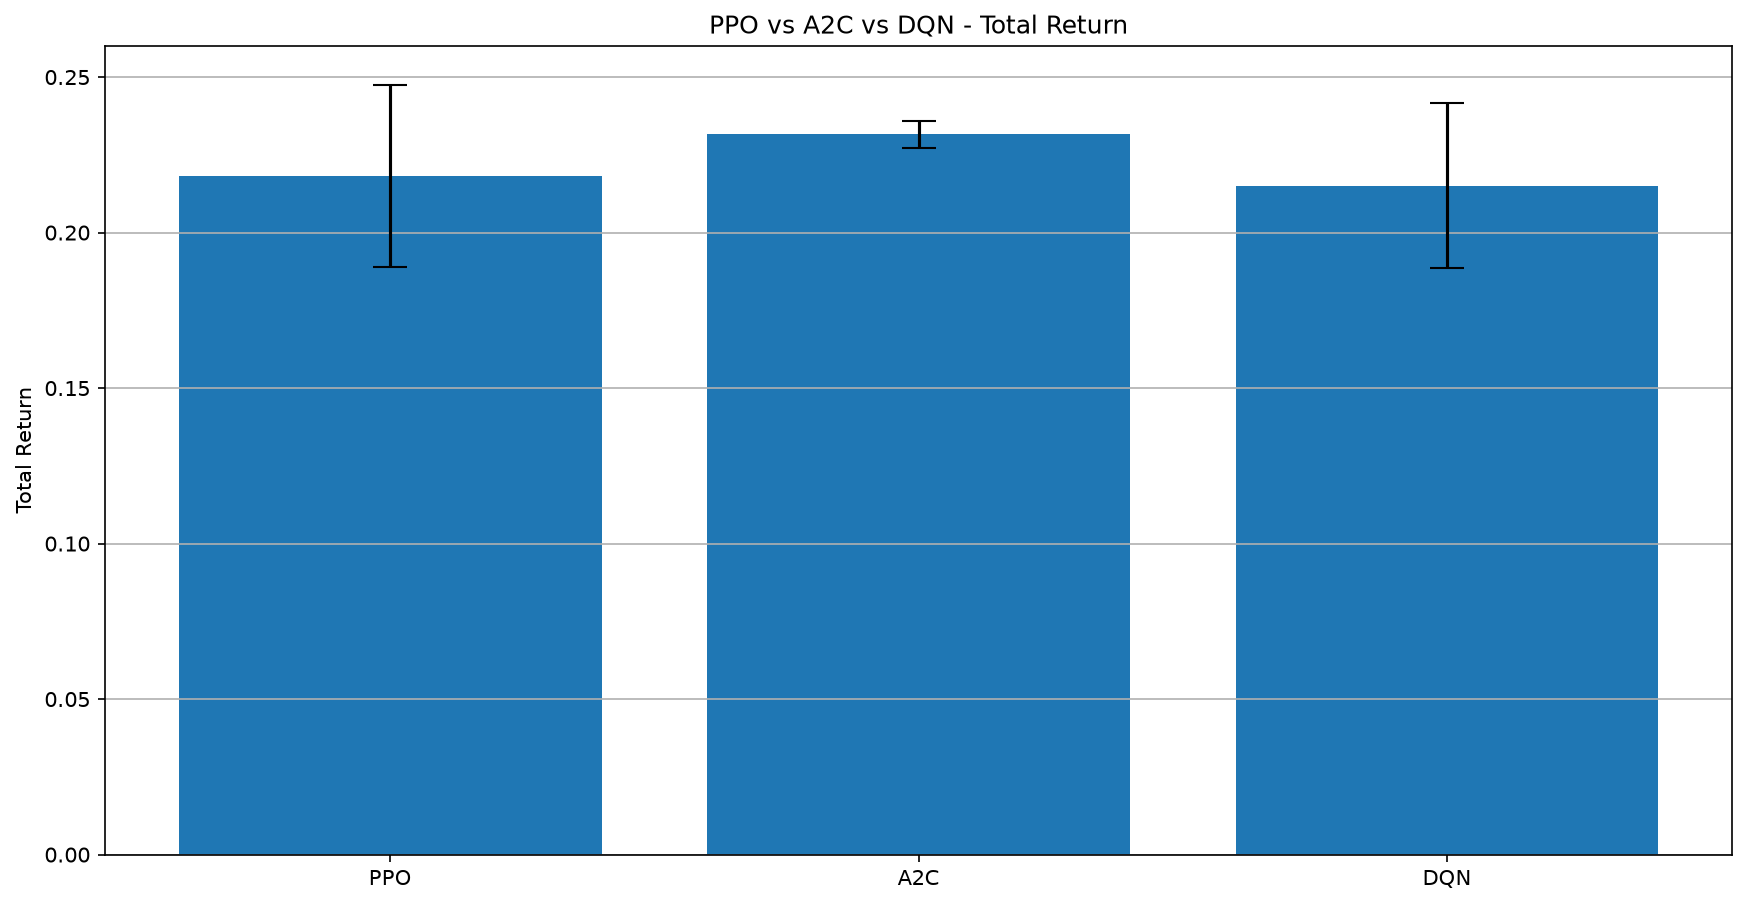 PPO vs A2C vs DQN - Total Return
Total Return
0.25
0.20
0.15
0.10
0.05
0.00
PPO
A2C
DQN